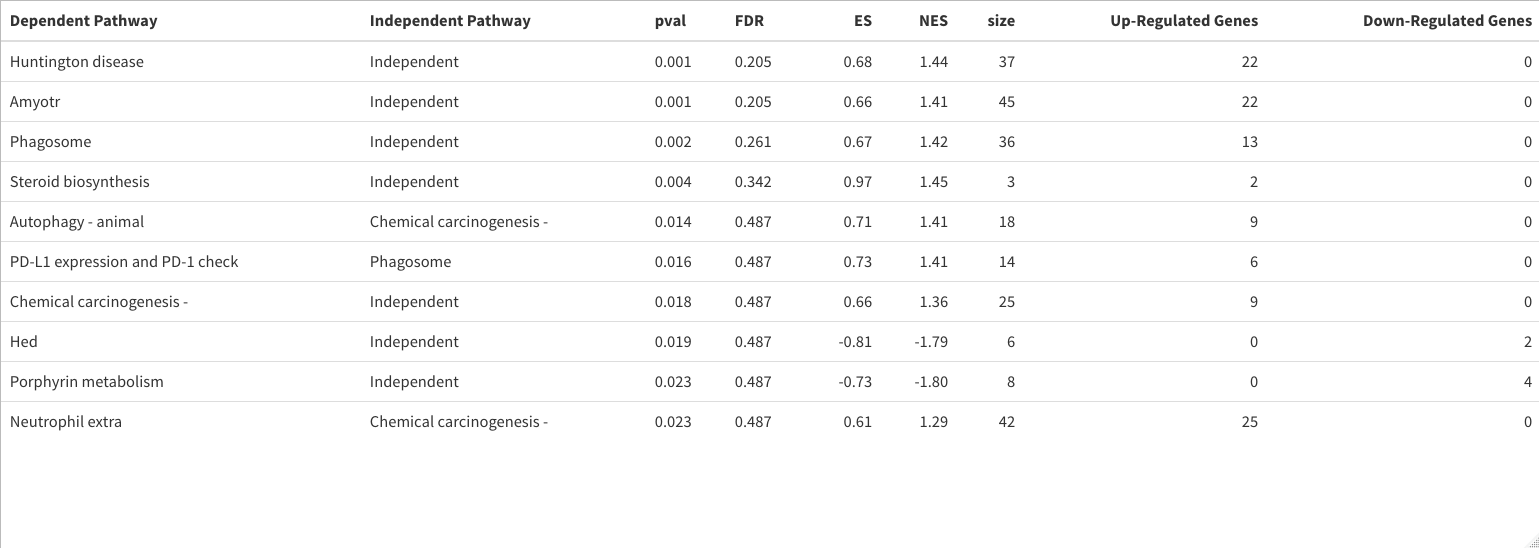 Dependent Pathway Independent Pathway pval FDR ES NES size Up-Regulated Genes Down-Regulated Genes
Huntington disease Independent 0.001 0.205 0.68 1.44 37 22 0
Amyotr Independent 0.001 0.205 0.66 1.41 45 22 0
Phagosome Independent 0.002 0.261 0.67 1.42 36 13 0
Steroid biosynthesis Independent 0.004 0.342 0.97 1.45 3 2 0
Autophagy - animal Chemical carcinogenesis - 0.014 0.487 0.71 1.41 18 9 0
PD-L1 expression and PD-1 check Phagosome 0.016 0.487 0.73 1.41 14 6 0
Chemical carcinogenesis - Independent 0.018 0.487 0.66 1.36 25 9 0
Hed Independent 0.019 0.487 -0.81 -1.79 6 0 2
Porphyrin metabolism Independent 0.023 0.487 -0.73 -1.80 8 0 4
Neutrophil extra Chemical carcinogenesis - 0.023 0.487 0.61 1.29 42 25 0